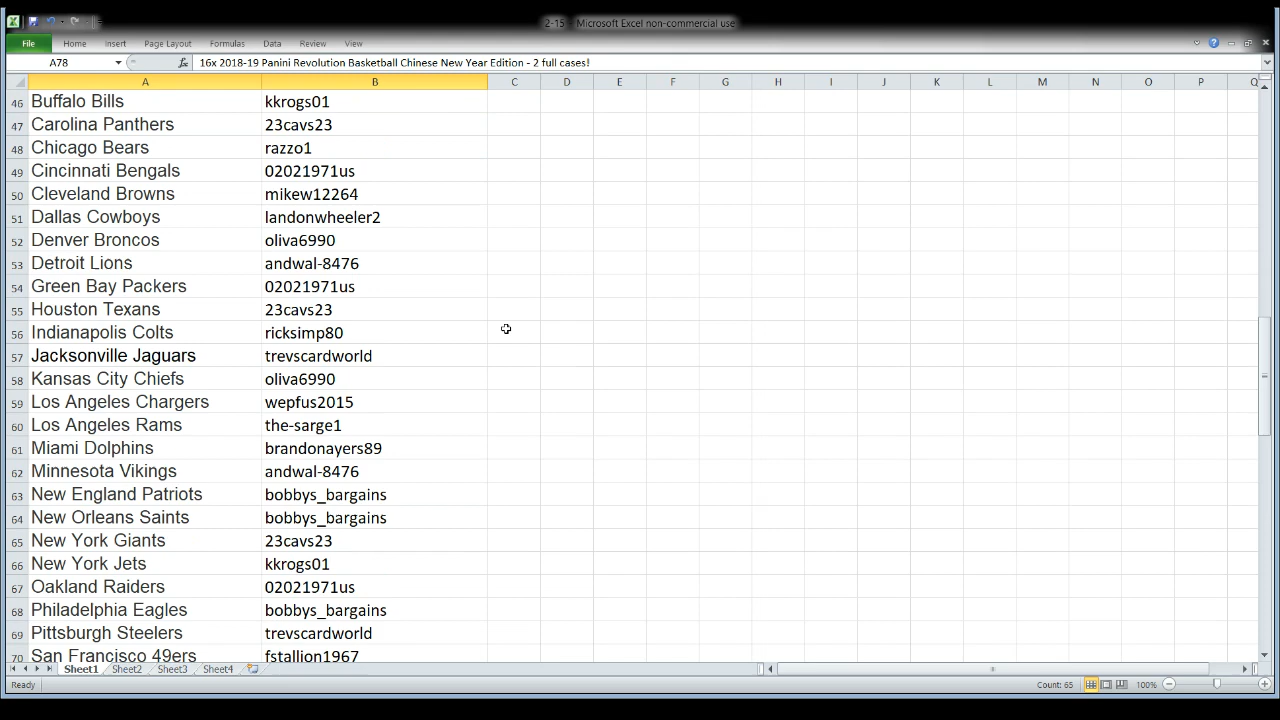 2-15 - Microsoft Excel non-commercial use
File Home Insert Page Layout Formulas Data Review View
A78 fx 16x 2018-19 Panini Revolution Basketball Chinese New Year Edition - 2 full cases!
A B C D E F G H I J K L M N O P Q
46 Buffalo Bills kkrogs01
47 Carolina Panthers 23cavs23
48 Chicago Bears razzo1
49 Cincinnati Bengals 02021971us
50 Cleveland Browns mikew12264
51 Dallas Cowboys landonwheeler2
52 Denver Broncos oliva6990
53 Detroit Lions andwal-8476
54 Green Bay Packers 02021971us
55 Houston Texans 23cavs23
56 Indianapolis Colts ricksimp80
57 Jacksonville Jaguars trevscardworld
58 Kansas City Chiefs oliva6990
59 Los Angeles Chargers wepfus2015
60 Los Angeles Rams the-sarge1
61 Miami Dolphins brandonayers89
62 Minnesota Vikings andwal-8476
63 New England Patriots bobbys_bargains
64 New Orleans Saints bobbys_bargains
65 New York Giants 23cavs23
66 New York Jets kkrogs01
67 Oakland Raiders 02021971us
68 Philadelphia Eagles bobbys_bargains
69 Pittsburgh Steelers trevscardworld
70 San Francisco 49ers fstallion1967
Sheet1 Sheet2 Sheet3 Sheet4
Ready Count: 65 100%